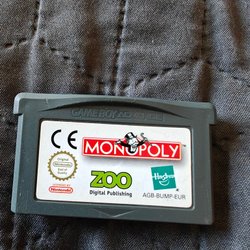 GAME BOY ADVANCE
CE
MONOPOLY
Nintendo
ZOO
Digital Publishing
Hasbro
AGB-BUMP-EUR